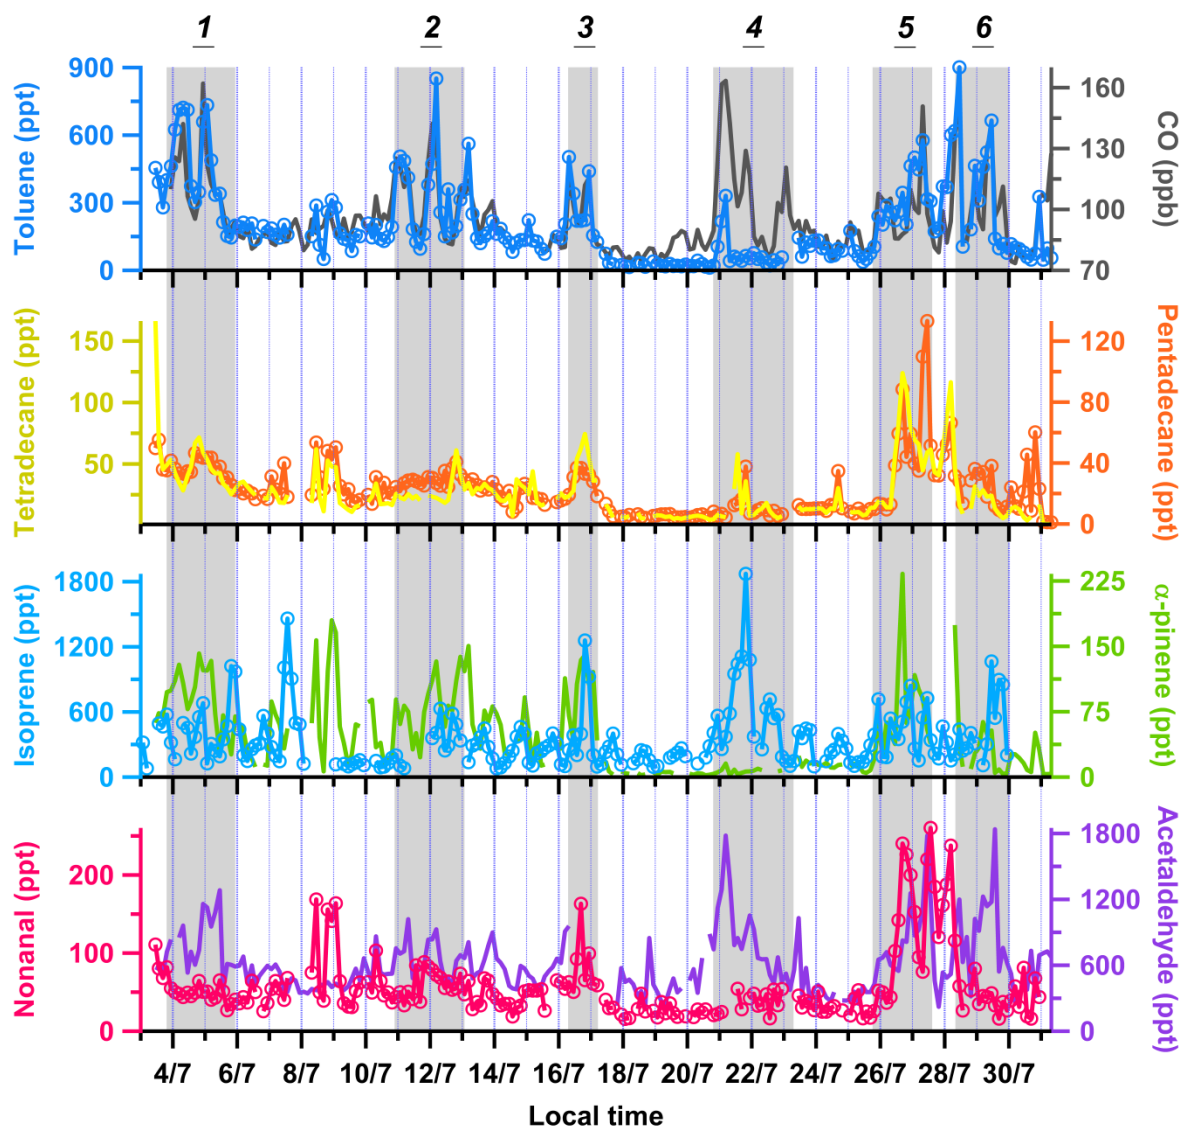 1 2 3 4 5 6
Toluene (ppt)
900
600
300
0
160
130
100
70
CO (ppb)
Tetradecane (ppt)
150
100
50
120
80
40
0
Pentadecane (ppt)
Isoprene (ppt)
1800
1200
600
0
225
150
75
0
α-pinene (ppt)
Nonanal (ppt)
200
100
0
1800
1200
600
0
Acetaldehyde (ppt)
4/7 6/7 8/7 10/7 12/7 14/7 16/7 18/7 20/7 22/7 24/7 26/7 28/7 30/7
Local time